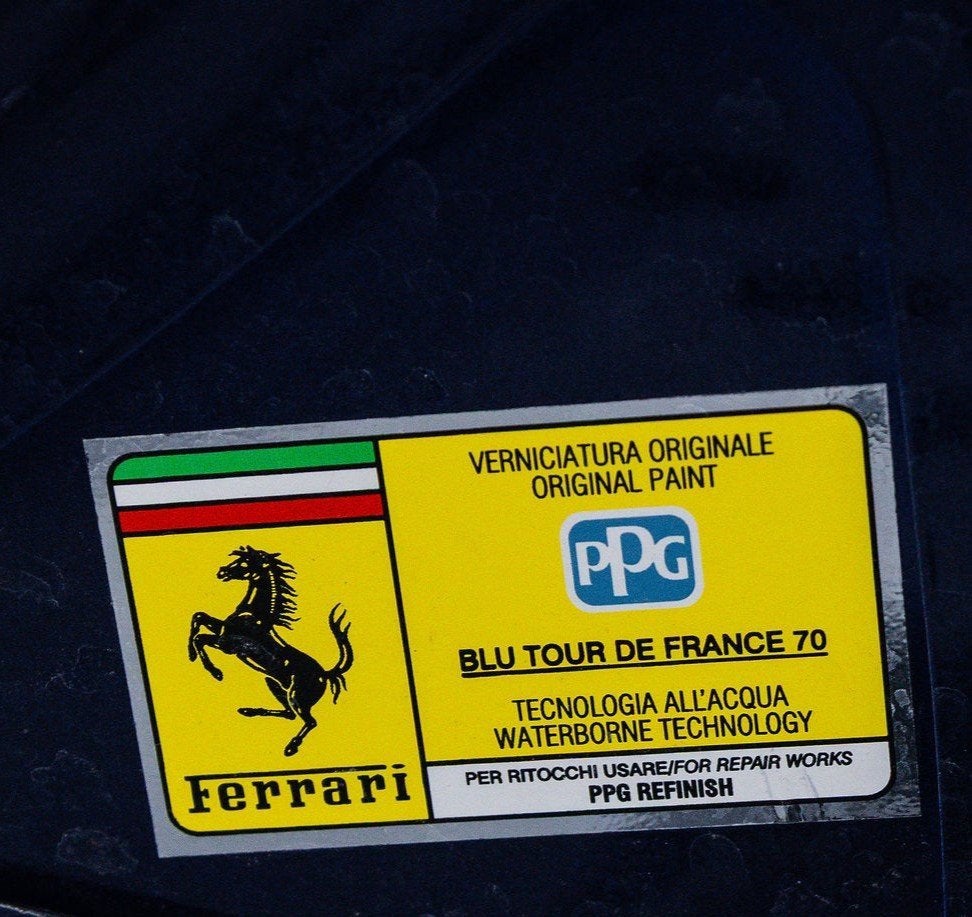 Ferrari
VERNICIATURA ORIGINALE
ORIGINAL PAINT
PPG
BLU TOUR DE FRANCE 70
TECNOLOGIA ALL'ACQUA
WATERBORNE TECHNOLOGY
PER RITOCCHI USARE/FOR REPAIR WORKS
PPG REFINISH